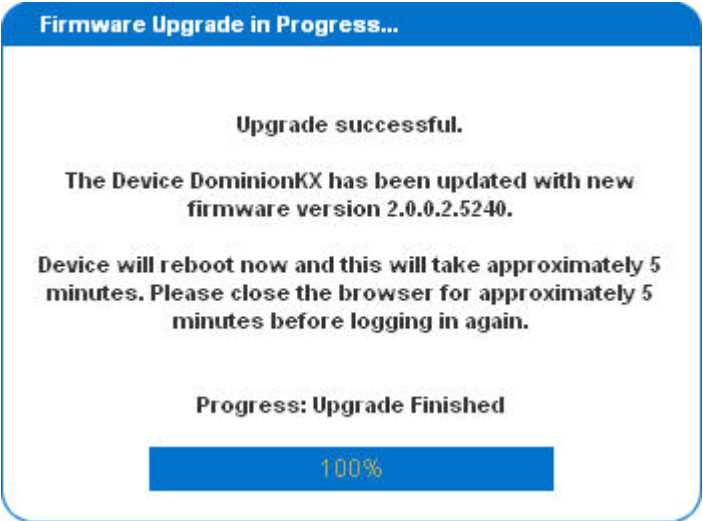 Firmware Upgrade in Progress...
Upgrade successful.
The Device DominionKX has been updated with new
firmware version 2.0.0.2.5240.
Device will reboot now and this will take approximately 5
minutes. Please close the browser for approximately 5
minutes before logging in again.
Progress: Upgrade Finished
100%